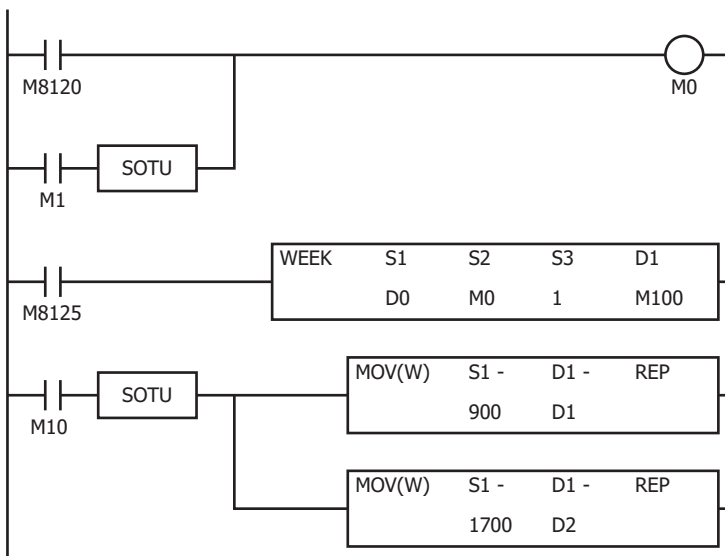 M8120
M0
SOTU
M1
WEEK S1 S2 S3 D1
D0 M0 1 M100
M8125
MOV(W) S1 - D1 - REP
900 D1
SOTU
M10
MOV(W) S1 - D1 - REP
1700 D2